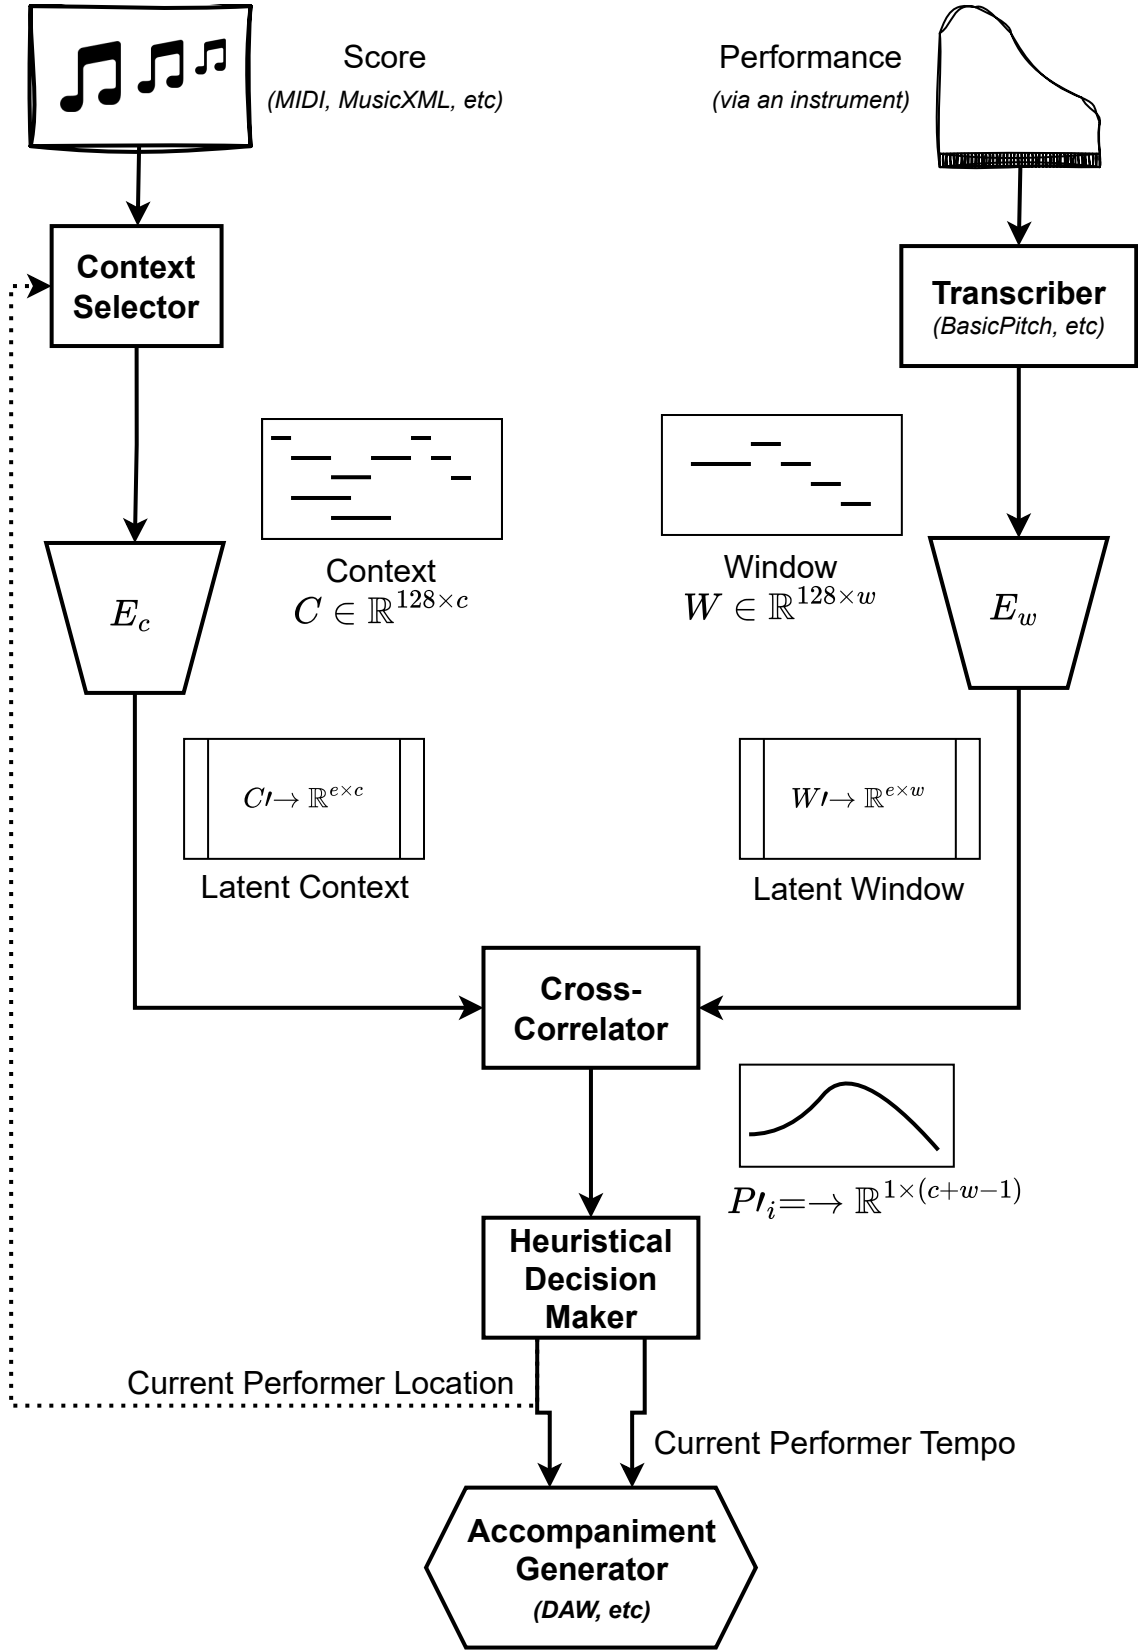 Score
(MIDI, MusicXML, etc)
Performance
(via an instrument)
Context
Selector
Transcriber
(BasicPitch, etc)
Context
C ∈ ℝ^{128×c}
Window
W ∈ ℝ^{128×w}
E_c
E_w
C′→ ℝ^{e×c}
Latent Context
W′→ ℝ^{e×w}
Latent Window
Cross-
Correlator
P′_i=→ ℝ^{1×(c+w−1)}
Heuristical
Decision
Maker
Current Performer Location
Current Performer Tempo
Accompaniment
Generator
(DAW, etc)